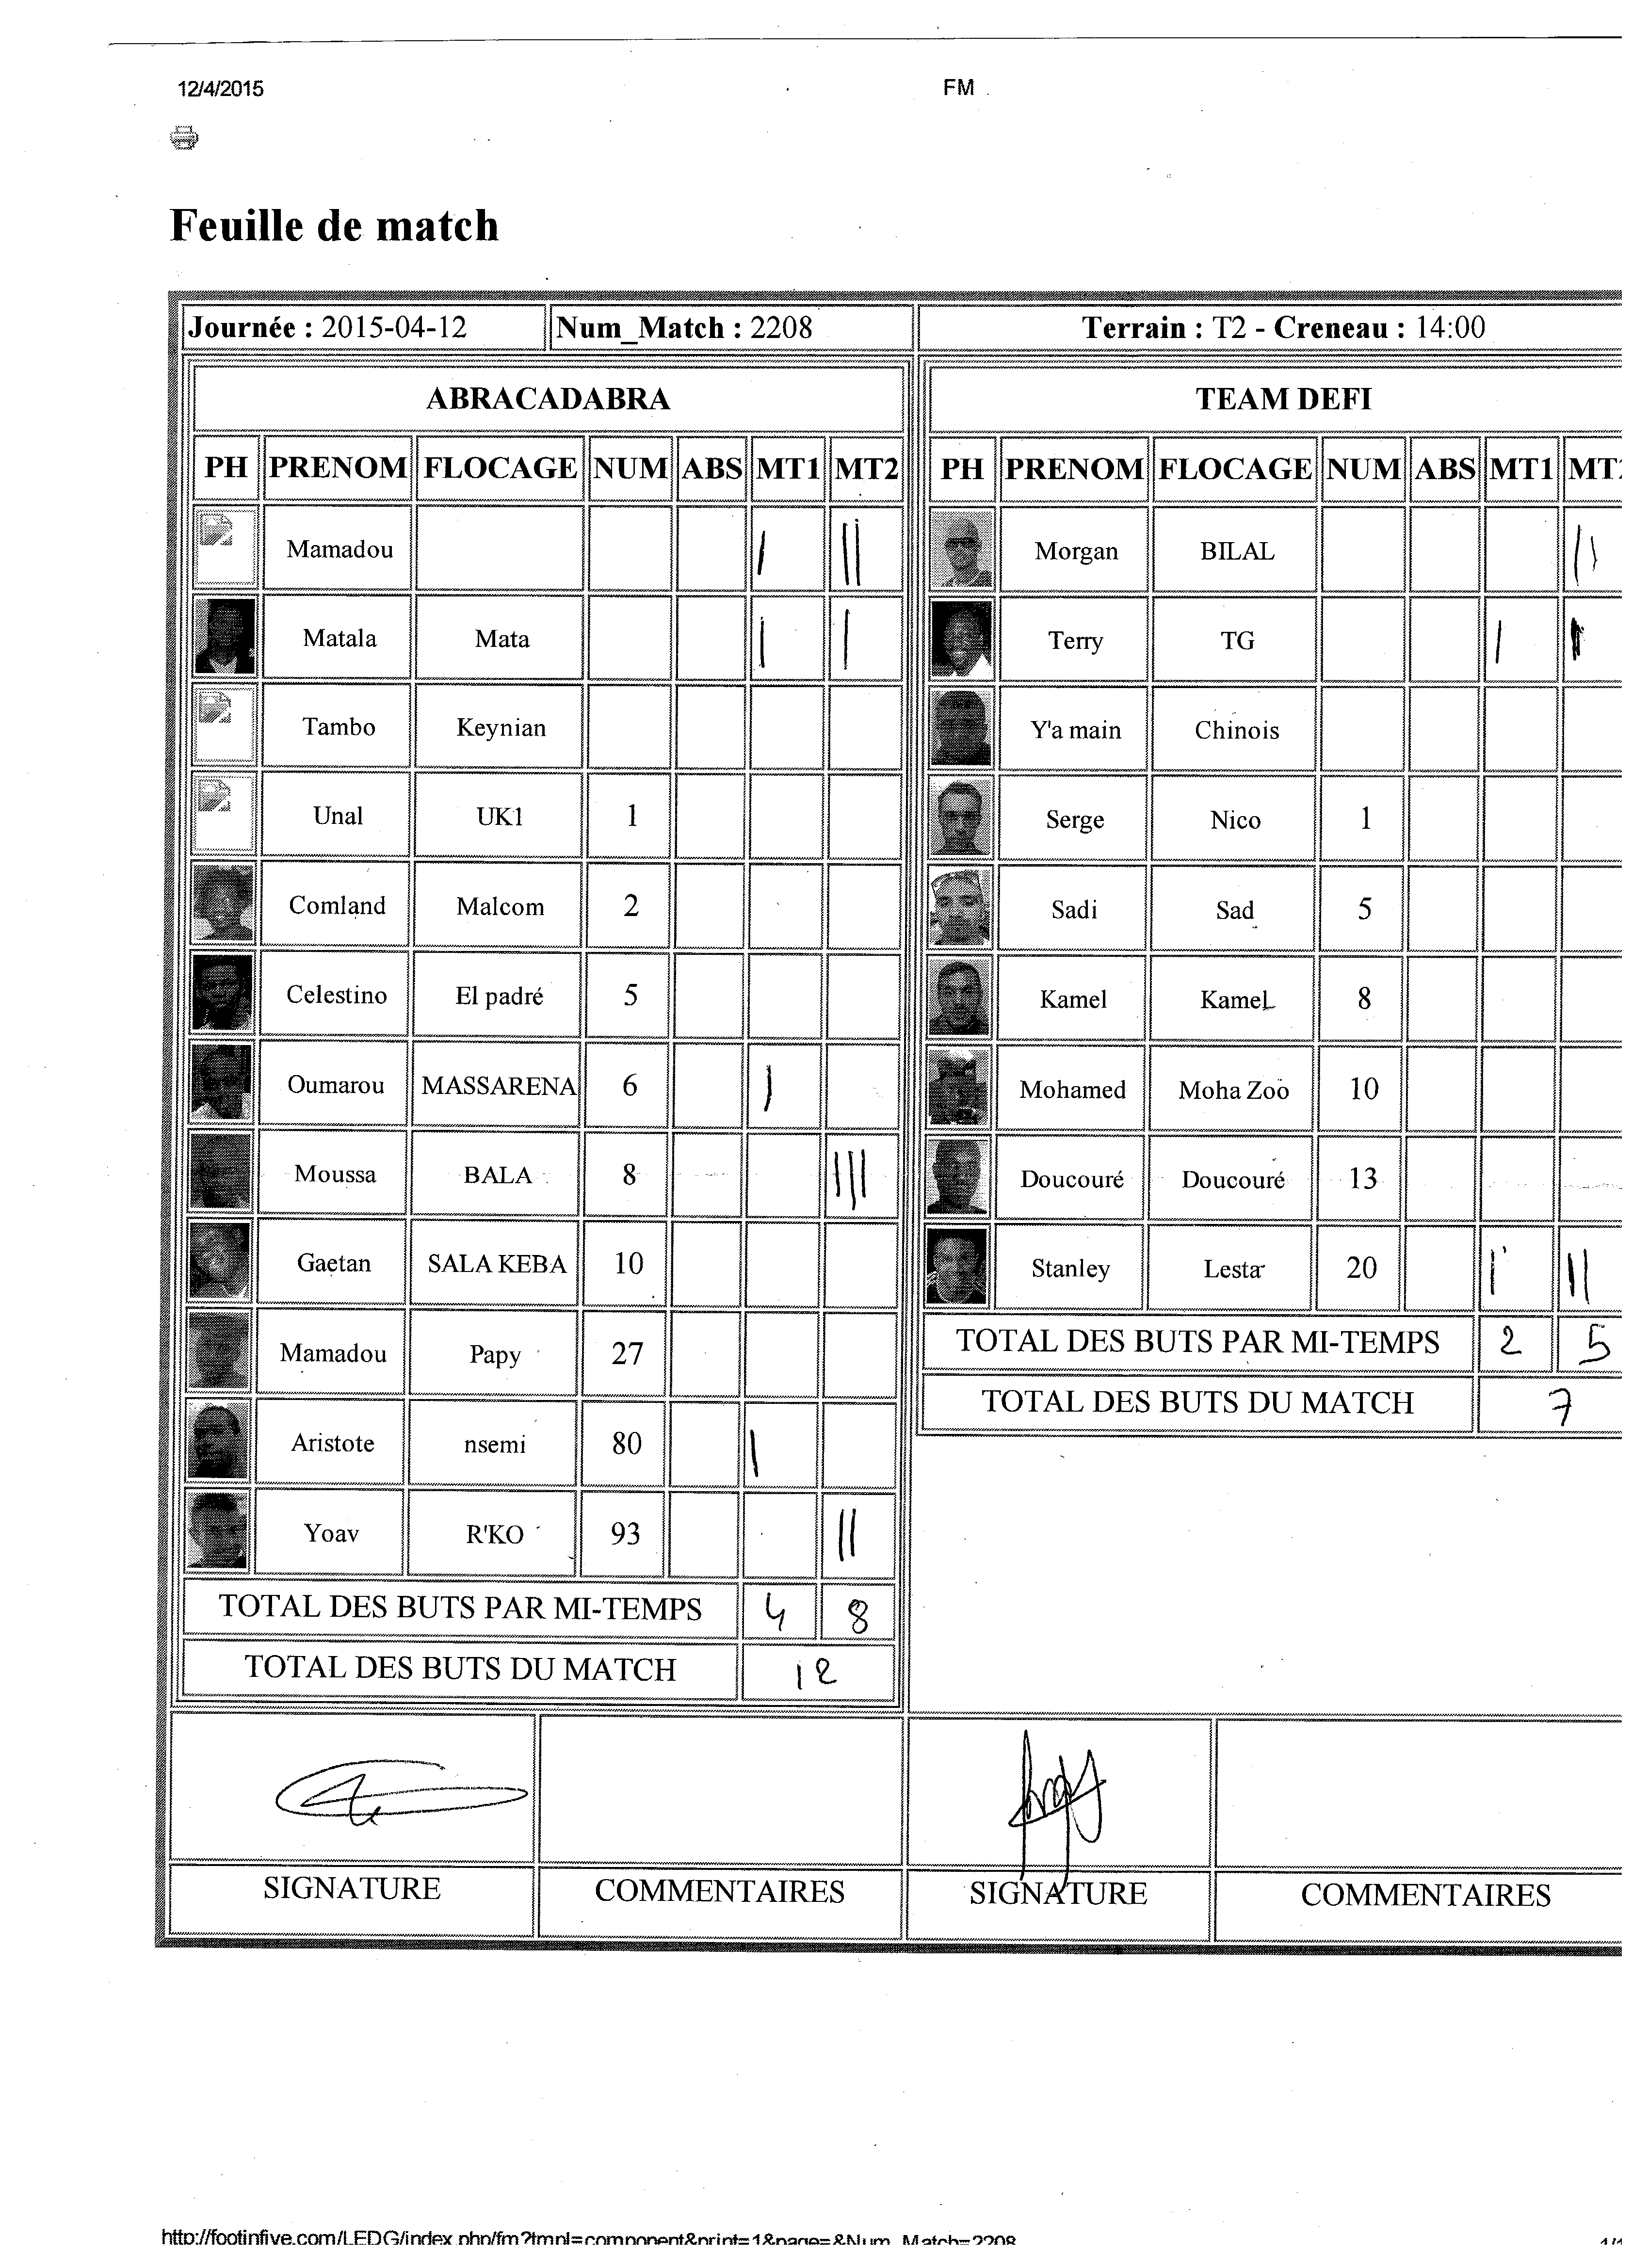 12/4/2015 FM
Feuille de match
Journée : 2015-04-12 Num_Match : 2208 Terrain : T2 - Creneau : 14:00
ABRACADABRA TEAM DEFI
PH PRENOM FLOCAGE NUM ABS MT1 MT2 PH PRENOM FLOCAGE NUM ABS MT1 MT
Mamadou | || Morgan BILAL ||
Matala Mata | | Terry TG |
Tambo Keynian Y'a main Chinois
Unal UK1 1 Serge Nico 1
Comland Malcom 2 Sadi Sad 5
Celestino El padré 5 Kamel Kamel 8
Oumarou MASSARENA 6 | Mohamed Moha Zoo 10
Moussa BALA 8 ||| Doucouré Doucouré 13
Gaetan SALA KEBA 10 Stanley Lesta 20 | ||
TOTAL DES BUTS PAR MI-TEMPS 2 5
Mamadou Papy 27
TOTAL DES BUTS DU MATCH 7
Aristote nsemi 80 |
Yoav R'KO 93 ||
TOTAL DES BUTS PAR MI-TEMPS 4 8
TOTAL DES BUTS DU MATCH 12
SIGNATURE COMMENTAIRES SIGNATURE COMMENTAIRES
http://footinfive.com/LEDG/index.php/fm?tmpl=component&print=1&page=&Num_Match=2208 1/1